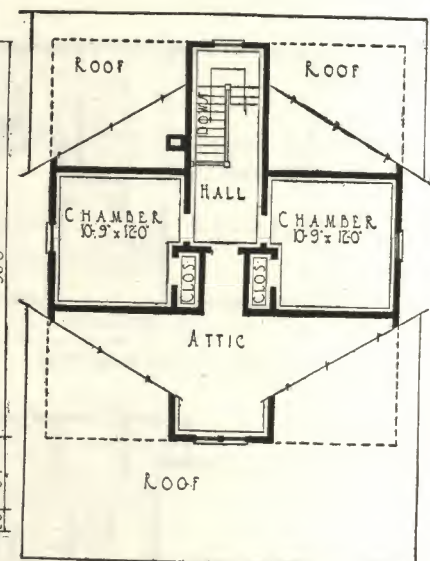 ROOF
ROOF
DOWN
HALL
CHAMBER
10-9" x 12-0"
CHAMBER
10-9" x 12-0"
CLOS.
CLOS.
ATTIC
ROOF